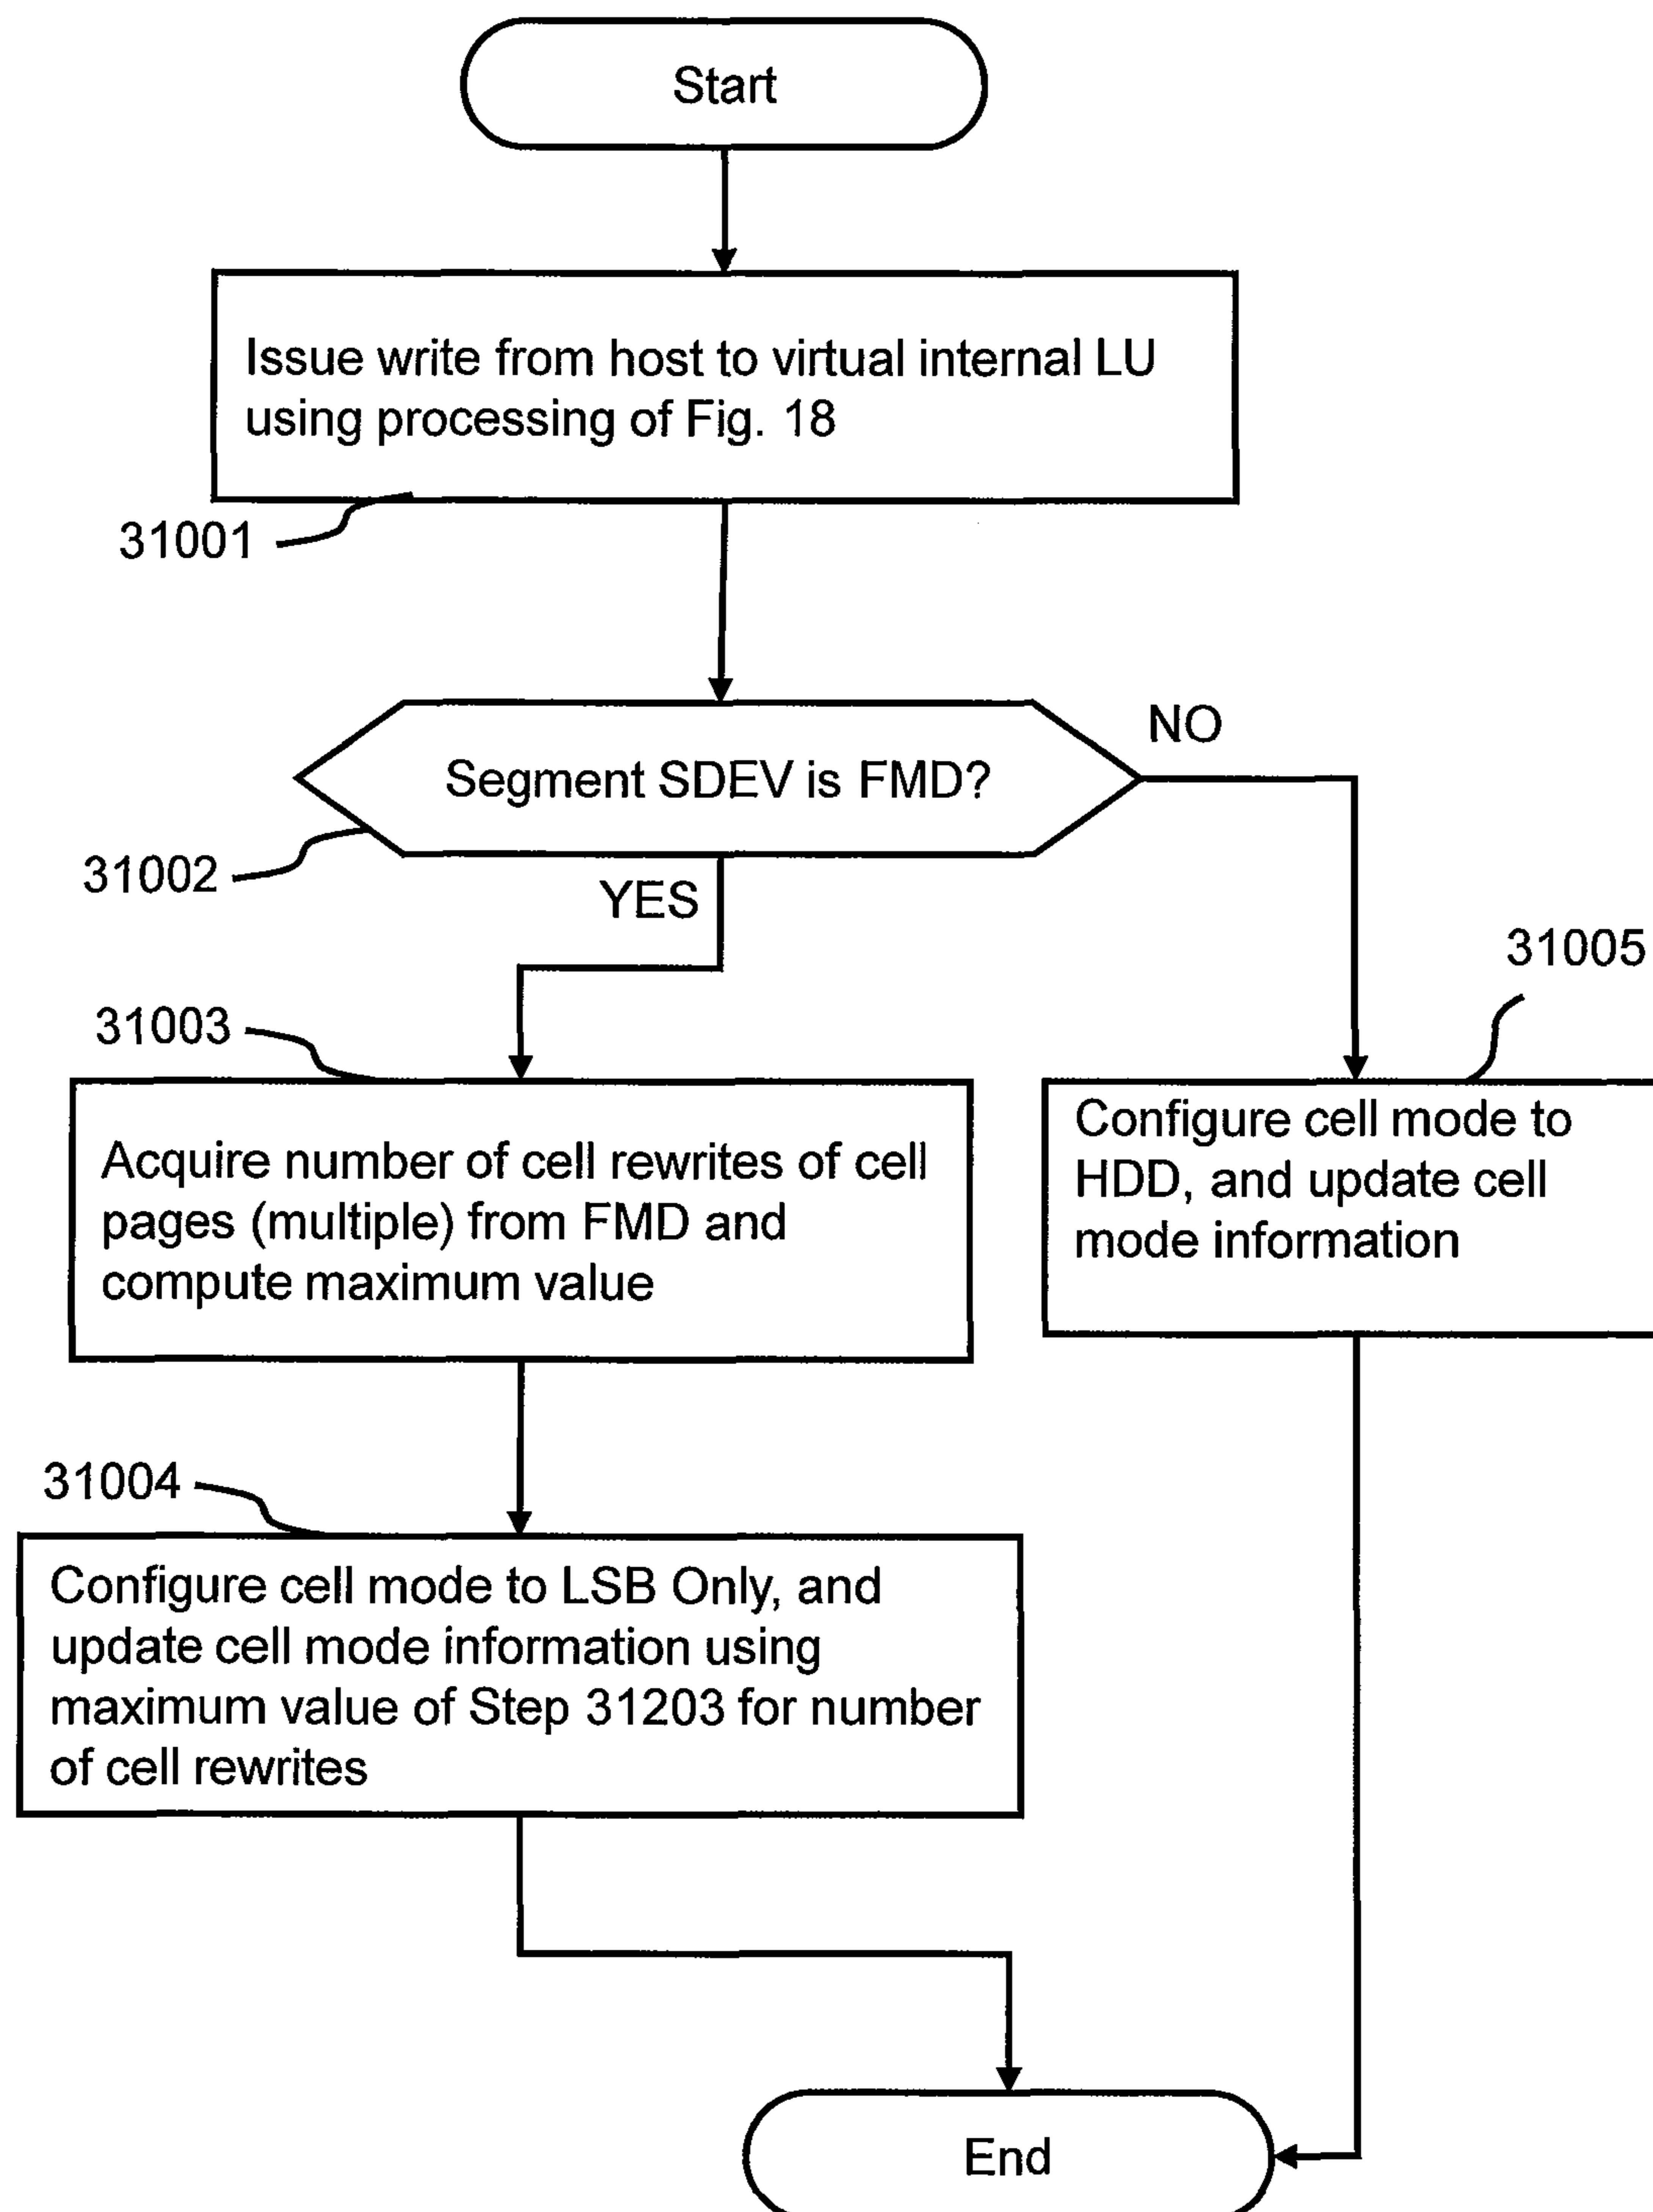 Start
Issue write from host to virtual internal LU
using processing of Fig. 18
31001
NO
Segment SDEV is FMD?
31002
YES
31005
31003
Configure cell mode to
HDD, and update cell
mode information
Acquire number of cell rewrites of cell
pages (multiple) from FMD and
compute maximum value
31004
Configure cell mode to LSB Only, and
update cell mode information using
maximum value of Step 31203 for number
of cell rewrites
End